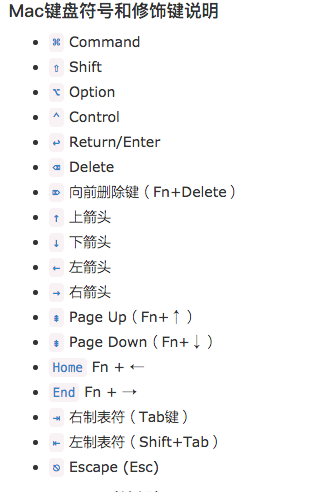 Mac键盘符号和修饰键说明
• ⌘ Command
• ⇧ Shift
• ⌥ Option
• ⌃ Control
• ↩ Return/Enter
• ⌫ Delete
• ⌦ 向前删除键（Fn+Delete）
• ↑ 上箭头
• ↓ 下箭头
• ← 左箭头
• → 右箭头
• ⇞ Page Up（Fn+↑）
• ⇟ Page Down（Fn+↓）
• Home Fn + ←
• End Fn + →
• ⇥ 右制表符（Tab键）
• ⇤ 左制表符（Shift+Tab）
• ⎋ Escape (Esc)